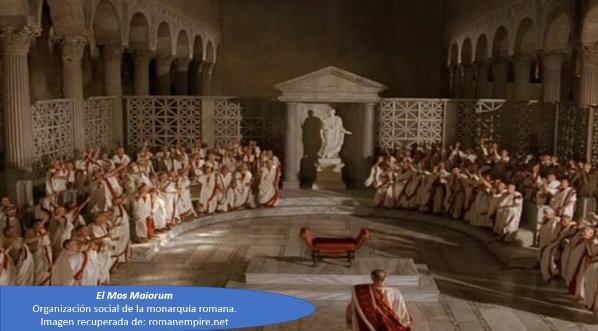 El Mos Maiorum
Organización social de la monarquía romana.
Imagen recuperada de: romanempire.net